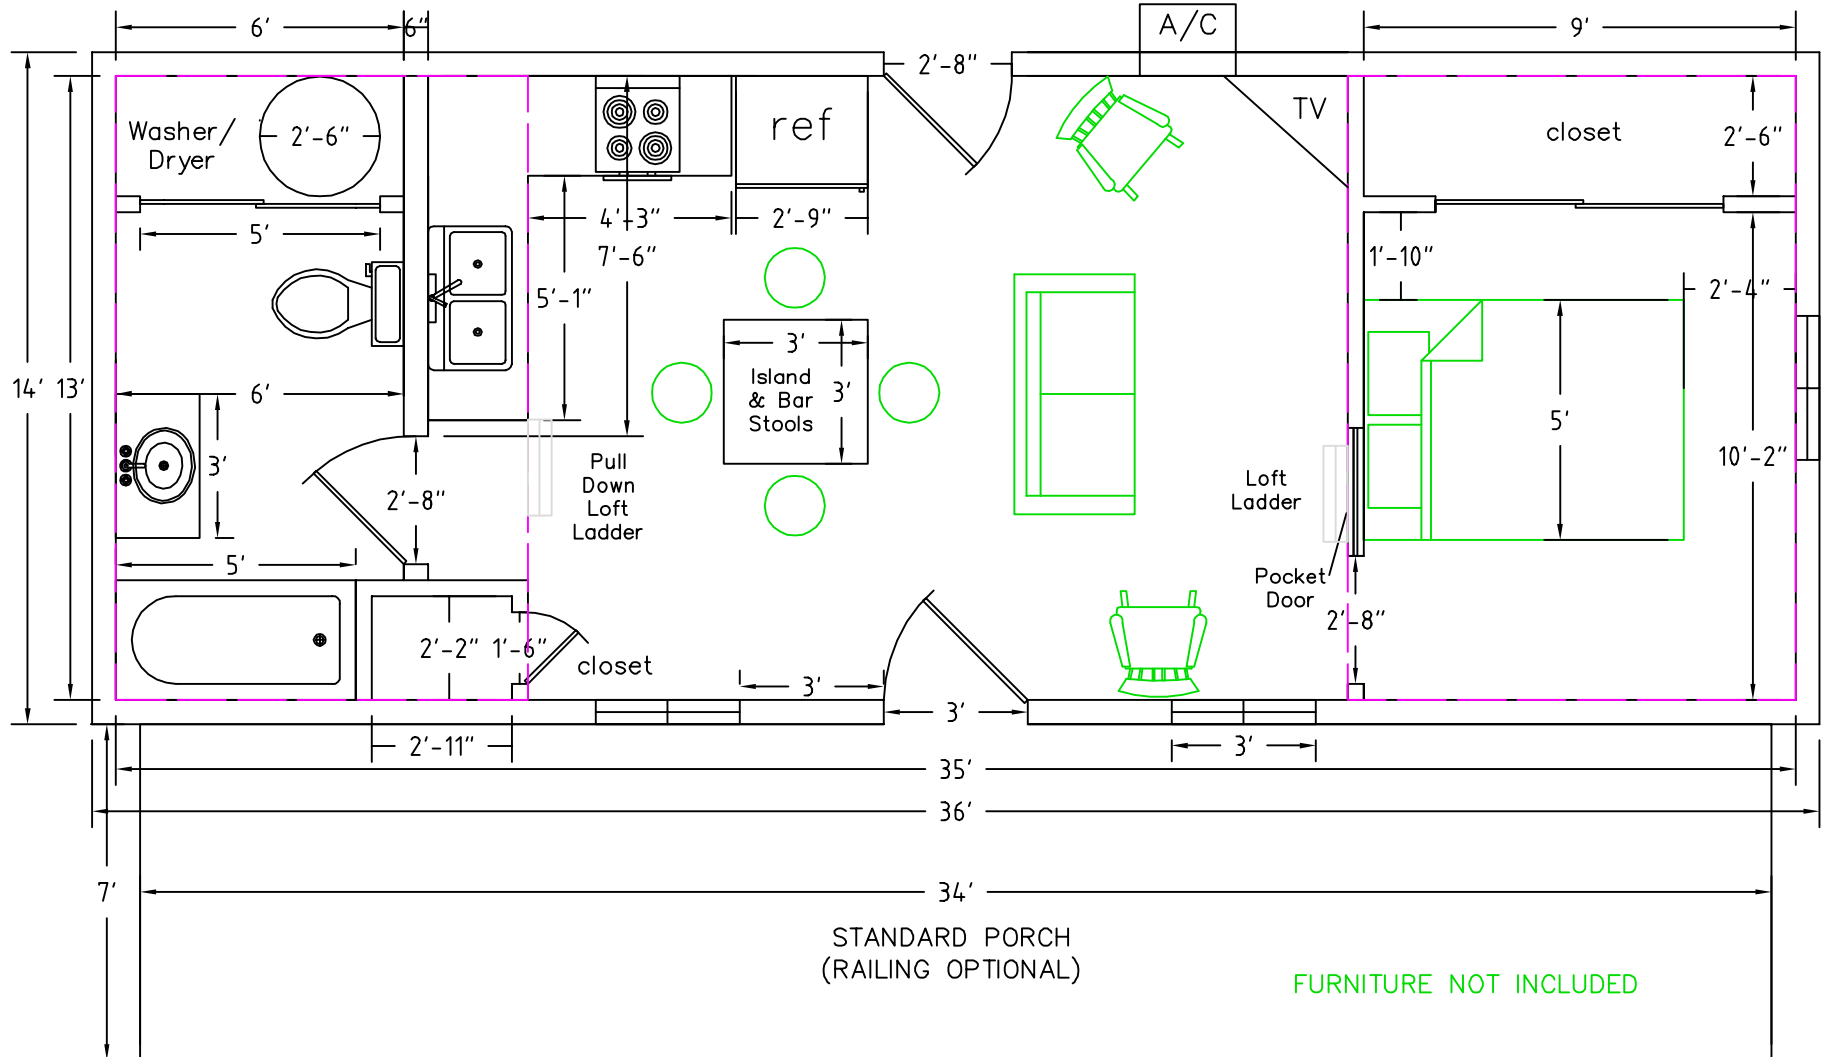 6'
6"
A/C
9'
2'-8"
Washer/
Dryer
2'-6"
ref
TV
closet
2'-6"
5'
4'-3"
2'-9"
7'-6"
5'-1"
1'-10"
2'-4"
14'
13'
6'
3'
Island
& Bar
Stools
3'
5'
3'
2'-8"
Pull
Down
Loft
Ladder
Loft
Ladder
10'-2"
5'
Pocket
Door
2'-8"
2'-2"
1'-6"
closet
3'
3'
2'-11"
3'
35'
36'
7'
34'
STANDARD PORCH
(RAILING OPTIONAL)
FURNITURE NOT INCLUDED